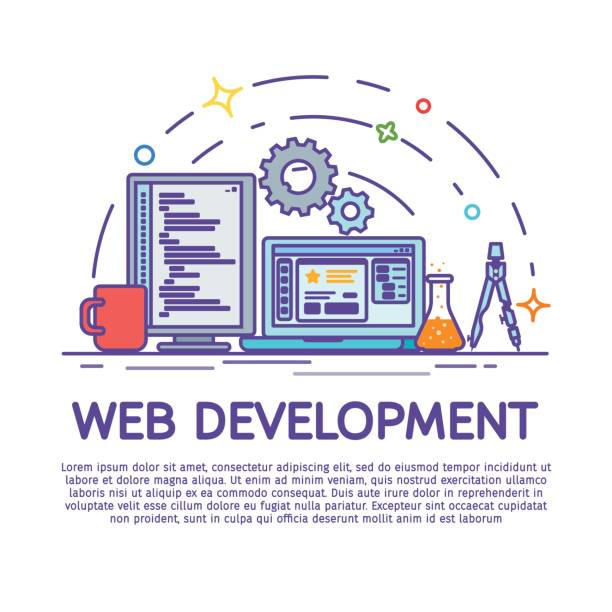 WEB DEVELOPMENT
Lorem ipsum dolor sit amet, consectetur adipiscing elit, sed do eiusmod tempor incididunt ut
labore et dolore magna aliqua. Ut enim ad minim veniam, quis nostrud exercitation ullamco
laboris nisi ut aliquip ex ea commodo consequat. Duis aute irure dolor in reprehenderit in
voluptate velit esse cillum dolore eu fugiat nulla pariatur. Excepteur sint occaecat cupidatat
non proident, sunt in culpa qui officia deserunt mollit anim id est laborum